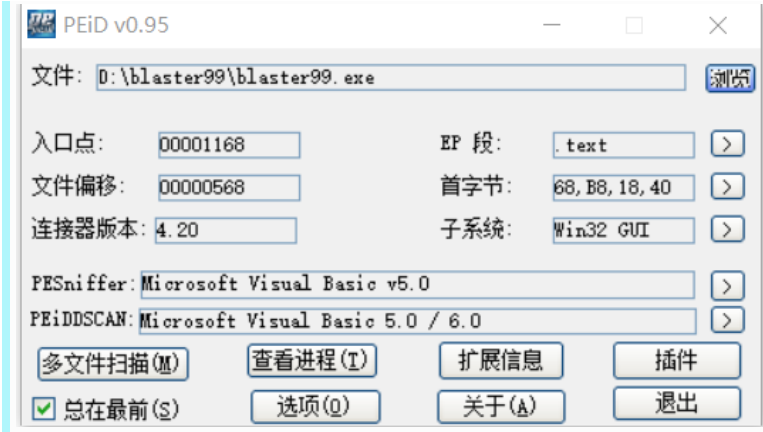 PEiD v0.95
文件: D:\blaster99\blaster99.exe 浏览
入口点: 00001168 EP 段: .text >
文件偏移: 00000568 首字节: 68,B8,18,40 >
连接器版本: 4.20 子系统: Win32 GUI >
PESniffer: Microsoft Visual Basic v5.0 >
PEiDDSCAN: Microsoft Visual Basic 5.0 / 6.0 >
多文件扫描(M) 查看进程(T) 扩展信息 插件
总在最前(S) 选项(O) 关于(A) 退出